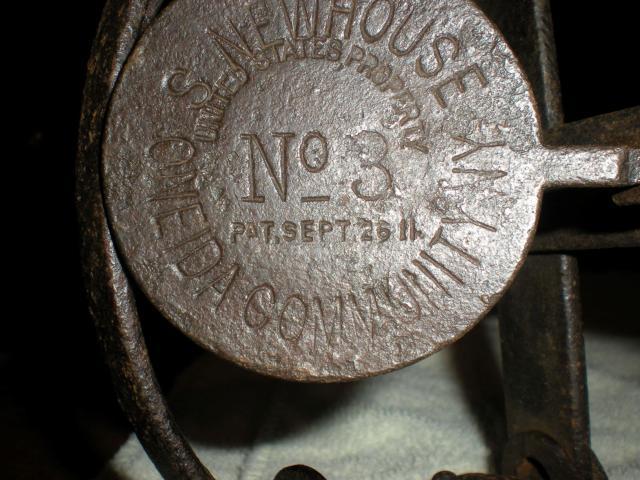 S. NEWHOUSE
UNITED STATES PROPERTY
No 3
PAT. SEPT. 26 11.
ONEIDA COMMUNITY N.Y.